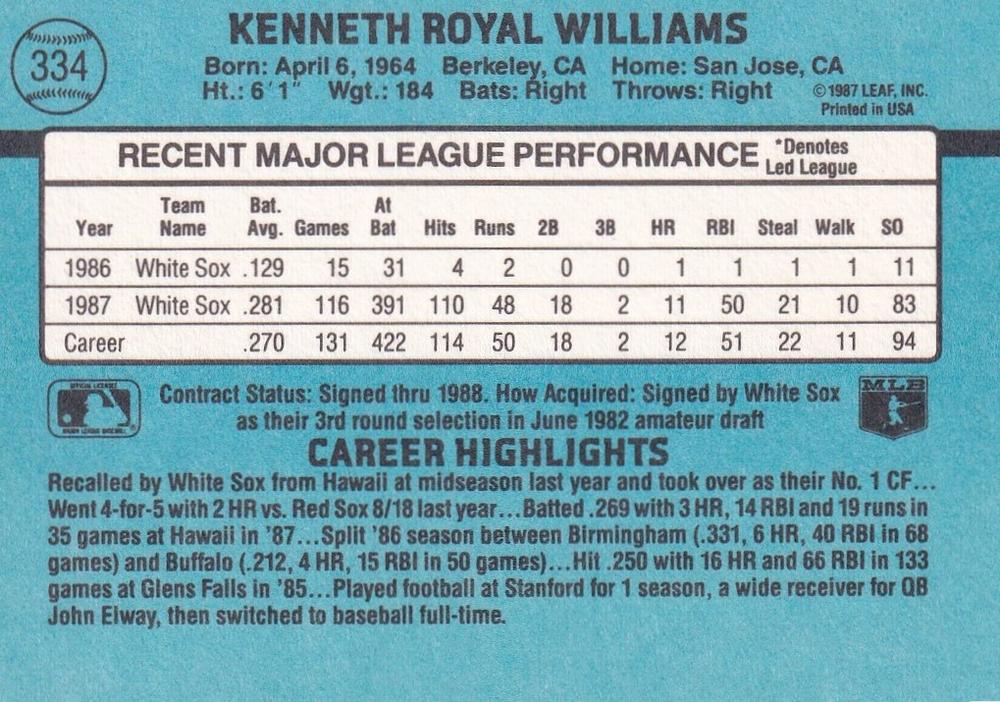 KENNETH ROYAL WILLIAMS
334
Born: April 6, 1964 Berkeley, CA Home: San Jose, CA
Ht.: 6'1" Wgt.: 184 Bats: Right Throws: Right
©1987 LEAF, INC.
Printed in USA
RECENT MAJOR LEAGUE PERFORMANCE *Denotes Led League
Year Team Name Bat. Avg. Games At Bat Hits Runs 2B 3B HR RBI Steal Walk SO
1986 White Sox .129 15 31 4 2 0 0 1 1 1 1 11
1987 White Sox .281 116 391 110 48 18 2 11 50 21 10 83
Career .270 131 422 114 50 18 2 12 51 22 11 94
OFFICIAL LICENSEE
MAJOR LEAGUE BASEBALL
Contract Status: Signed thru 1988. How Acquired: Signed by White Sox
as their 3rd round selection in June 1982 amateur draft
MLB
CAREER HIGHLIGHTS
Recalled by White Sox from Hawaii at midseason last year and took over as their No. 1 CF...
Went 4-for-5 with 2 HR vs. Red Sox 8/18 last year...Batted .269 with 3 HR, 14 RBI and 19 runs in
35 games at Hawaii in '87...Split '86 season between Birmingham (.331, 6 HR, 40 RBI in 68
games) and Buffalo (.212, 4 HR, 15 RBI in 50 games)...Hit .250 with 16 HR and 66 RBI in 133
games at Glens Falls in '85...Played football at Stanford for 1 season, a wide receiver for QB
John Elway, then switched to baseball full-time.